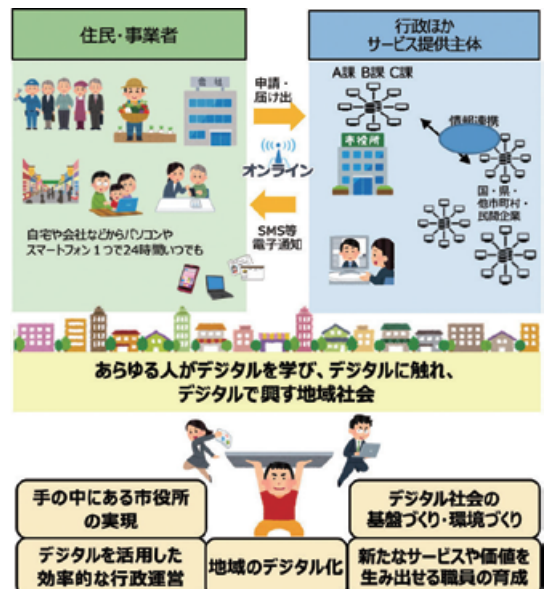 住民・事業者
行政ほか
サービス提供主体
会社
申請・
届け出
オンライン
SMS等
電子通知
自宅や会社などからパソコンや
スマートフォン1つで24時間いつでも
A課 B課 C課
市役所
情報連携
国・県・
他市町村・
民間企業
あらゆる人がデジタルを学び、デジタルに触れ、
デジタルで興す地域社会
手の中にある市役所
の実現
デジタル社会の
基盤づくり・環境づくり
デジタルを活用した
効率的な行政運営
地域のデジタル化
新たなサービスや価値を
生み出せる職員の育成